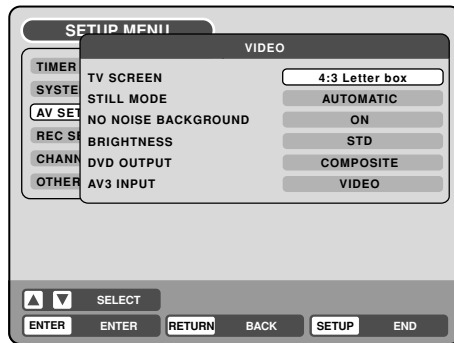 SETUP MENU
VIDEO
TIMER
SYSTE
AV SET
REC SE
CHANN
OTHER
TV SCREEN 4:3 Letter box
STILL MODE AUTOMATIC
NO NOISE BACKGROUND ON
BRIGHTNESS STD
DVD OUTPUT COMPOSITE
AV3 INPUT VIDEO
SELECT
ENTER ENTER RETURN BACK SETUP END